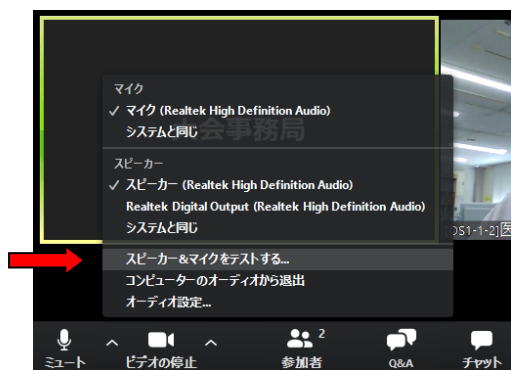 マイク
✓ マイク (Realtek High Definition Audio)
システムと同じ
大会事務局
スピーカー
✓ スピーカー (Realtek High Definition Audio)
Realtek Digital Output (Realtek High Definition Audio)
システムと同じ
OS1-1-2]医
スピーカー&マイクをテストする...
コンピューターのオーディオから退出
オーディオ設定...
ミュート ビデオの停止 参加者 2 Q&A チャット